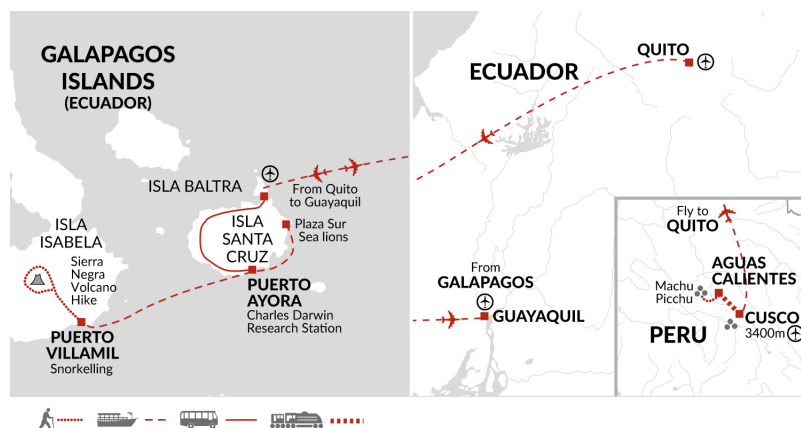 GALAPAGOS
ISLANDS
(ECUADOR)
ISLA BALTRA
From Quito
to Guayaquil
ISLA
SANTA
CRUZ
Plaza Sur
Sea lions
ISLA
ISABELA
Sierra
Negra
Volcano
Hike
PUERTO
AYORA
Charles Darwin
Research Station
PUERTO
VILLAMIL
Snorkelling
ECUADOR
QUITO
From
GALAPAGOS
GUAYAQUIL
Fly to
QUITO
AGUAS
CALIENTES
Machu
Picchu
PERU
CUSCO
3400m